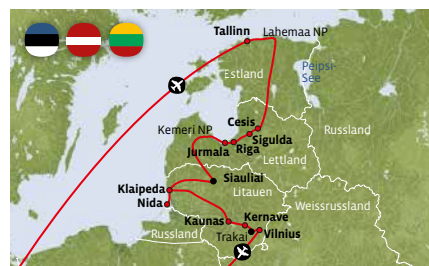 Tallinn
Lahemaa NP
Estland
Peipsi-
See
Cesis
Kemeri NP
Sigulda
Russland
Jurmala
Riga
Lettland
Siauliai
Klaipeda
Litauen
Nida
Weissrussland
Kaunas
Kernave
Russland
Trakai
Vilnius